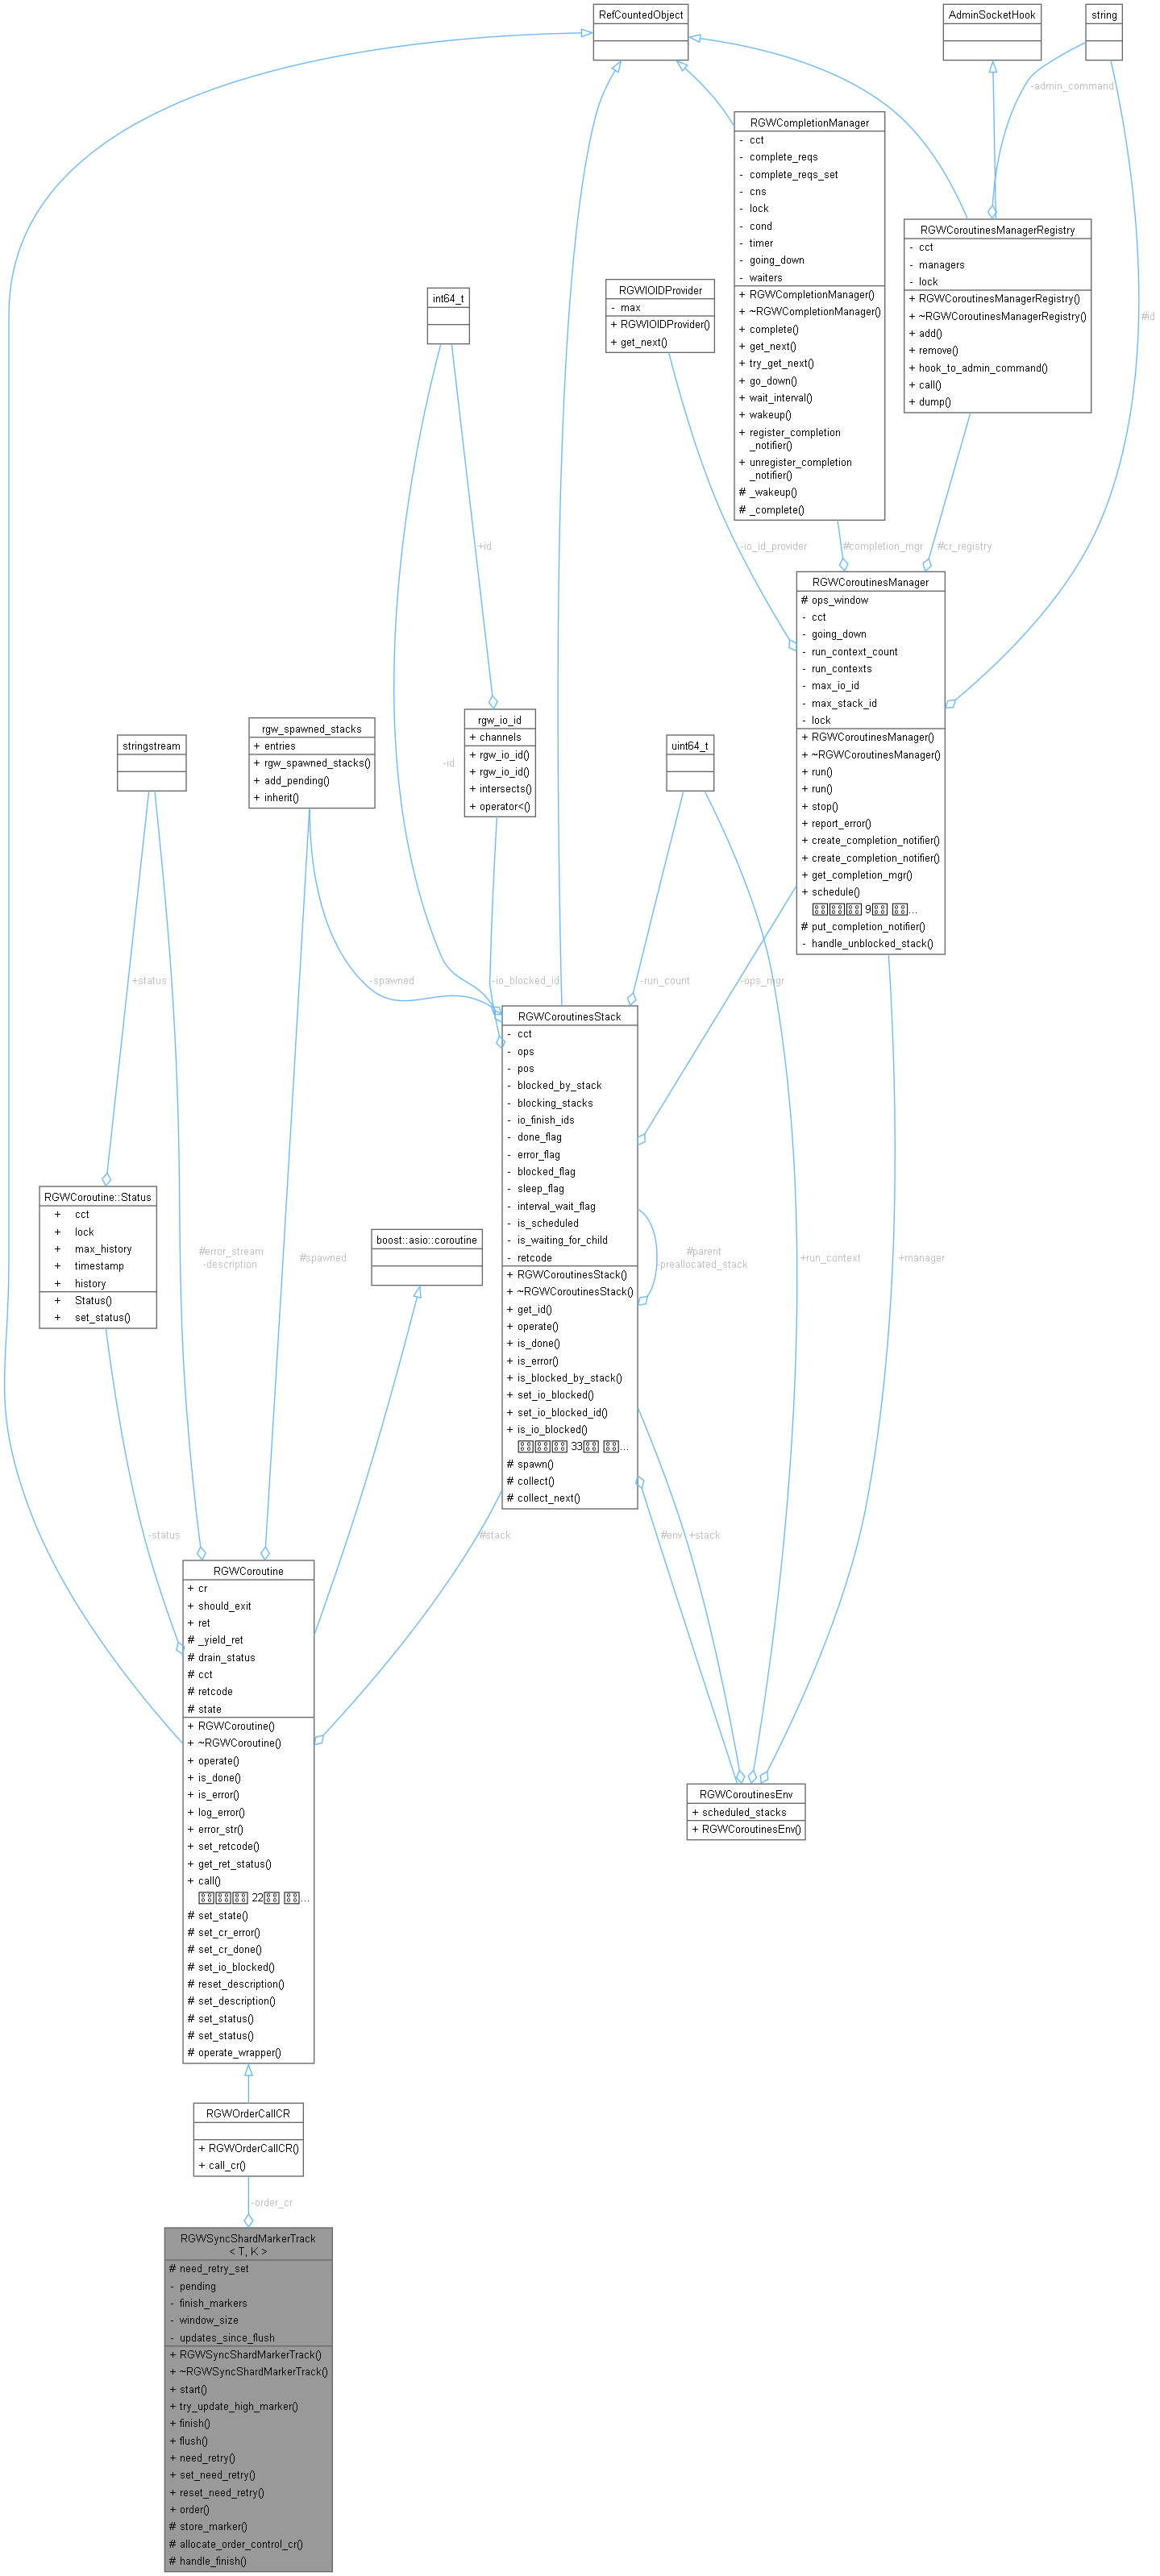 RefCountedObject
AdminSocketHook
string
-admin_command
RGWCompletionManager
- cct
- complete_reqs
- complete_reqs_set
- cns
- lock
- cond
- timer
- going_down
- waiters
+ RGWCompletionManager()
+ ~RGWCompletionManager()
+ complete()
+ get_next()
+ try_get_next()
+ go_down()
+ wait_interval()
+ wakeup()
+ register_completion
_notifier()
+ unregister_completion
_notifier()
# _wakeup()
# _complete()
RGWCoroutinesManagerRegistry
- cct
- managers
- lock
+ RGWCoroutinesManagerRegistry()
+ ~RGWCoroutinesManagerRegistry()
+ add()
+ remove()
+ hook_to_admin_command()
+ call()
+ dump()
#id
RGWIOIDProvider
- max
+ RGWIOIDProvider()
+ get_next()
int64_t
+id
-io_id_provider
#completion_mgr
#cr_registry
RGWCoroutinesManager
# ops_window
- cct
- going_down
- run_context_count
- run_contexts
- max_io_id
- max_stack_id
- lock
+ RGWCoroutinesManager()
+ ~RGWCoroutinesManager()
+ run()
+ run()
+ stop()
+ report_error()
+ create_completion_notifier()
+ create_completion_notifier()
+ get_completion_mgr()
+ schedule()
9
...
# put_completion_notifier()
- handle_unblocked_stack()
stringstream
rgw_spawned_stacks
+ entries
+ rgw_spawned_stacks()
+ add_pending()
+ inherit()
-id
rgw_io_id
+ channels
+ rgw_io_id()
+ rgw_io_id()
+ intersects()
+ operator<()
uint64_t
+status
-spawned
-io_blocked_id
-run_count
-ops_mgr
RGWCoroutinesStack
- cct
- ops
- pos
- blocked_by_stack
- blocking_stacks
- io_finish_ids
- done_flag
- error_flag
- blocked_flag
- sleep_flag
- interval_wait_flag
- is_scheduled
- is_waiting_for_child
- retcode
+ RGWCoroutinesStack()
+ ~RGWCoroutinesStack()
+ get_id()
+ operate()
+ is_done()
+ is_error()
+ is_blocked_by_stack()
+ set_io_blocked()
+ set_io_blocked_id()
+ is_io_blocked()
33
...
# spawn()
# collect()
# collect_next()
RGWCoroutine::Status
+ cct
+ lock
+ max_history
+ timestamp
+ history
+ Status()
+ set_status()
#error_stream
-description
#spawned
boost::asio::coroutine
#parent
-preallocated_stack
+run_context
+manager
-status
#stack
#env
+stack
RGWCoroutine
+ cr
+ should_exit
+ ret
# _yield_ret
# drain_status
# cct
# retcode
# state
+ RGWCoroutine()
+ ~RGWCoroutine()
+ operate()
+ is_done()
+ is_error()
+ log_error()
+ error_str()
+ set_retcode()
+ get_ret_status()
+ call()
22
...
# set_state()
# set_cr_error()
# set_cr_done()
# set_io_blocked()
# reset_description()
# set_description()
# set_status()
# set_status()
# operate_wrapper()
RGWCoroutinesEnv
+ scheduled_stacks
+ RGWCoroutinesEnv()
RGWOrderCallCR
+ RGWOrderCallCR()
+ call_cr()
-order_cr
RGWSyncShardMarkerTrack
< T, K >
# need_retry_set
- pending
- finish_markers
- window_size
- updates_since_flush
+ RGWSyncShardMarkerTrack()
+ ~RGWSyncShardMarkerTrack()
+ start()
+ try_update_high_marker()
+ finish()
+ flush()
+ need_retry()
+ set_need_retry()
+ reset_need_retry()
+ order()
# store_marker()
# allocate_order_control_cr()
# handle_finish()